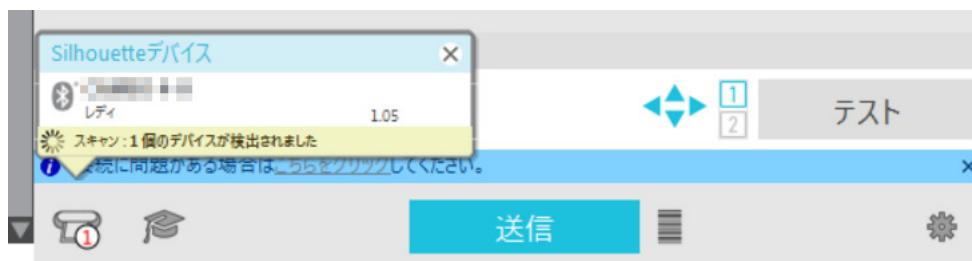 Silhouetteデバイス
レディ
1.05
スキャン : 1 個のデバイスが検出されました
続に問題がある場合はこちらをクリックしてください。
1
2
テスト
1
送信